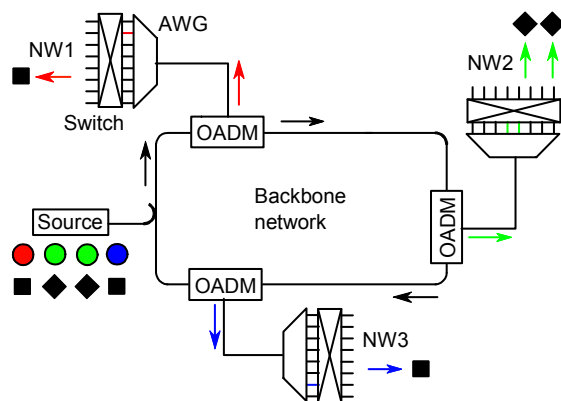 AWG
NW1
NW2
Switch
OADM
Backbone
network
Source
OADM
OADM
NW3